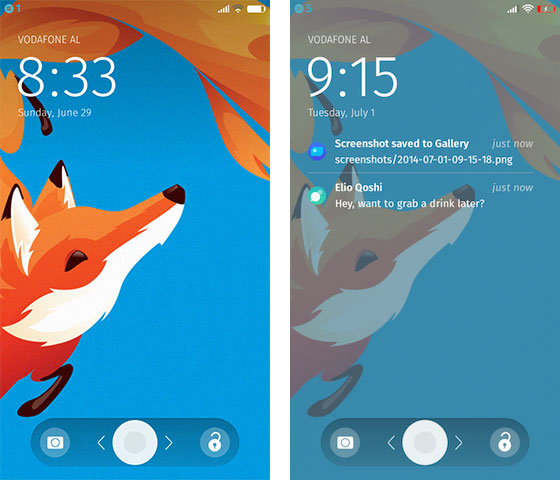 1
VODAFONE AL
8:33
Sunday, June 29
5
VODAFONE AL
9:15
Tuesday, July 1
Screenshot saved to Gallery just now
screenshots/2014-07-01-09-15-18.png
Elio Qoshi just now
Hey, want to grab a drink later?